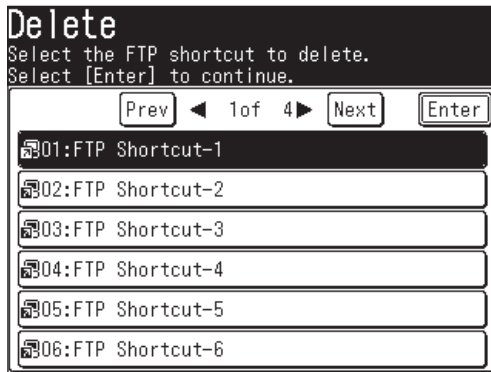 Delete
Select the FTP shortcut to delete.
Select [Enter] to continue.
Prev ◀ 1of 4▶ Next Enter
01:FTP Shortcut-1
02:FTP Shortcut-2
03:FTP Shortcut-3
04:FTP Shortcut-4
05:FTP Shortcut-5
06:FTP Shortcut-6